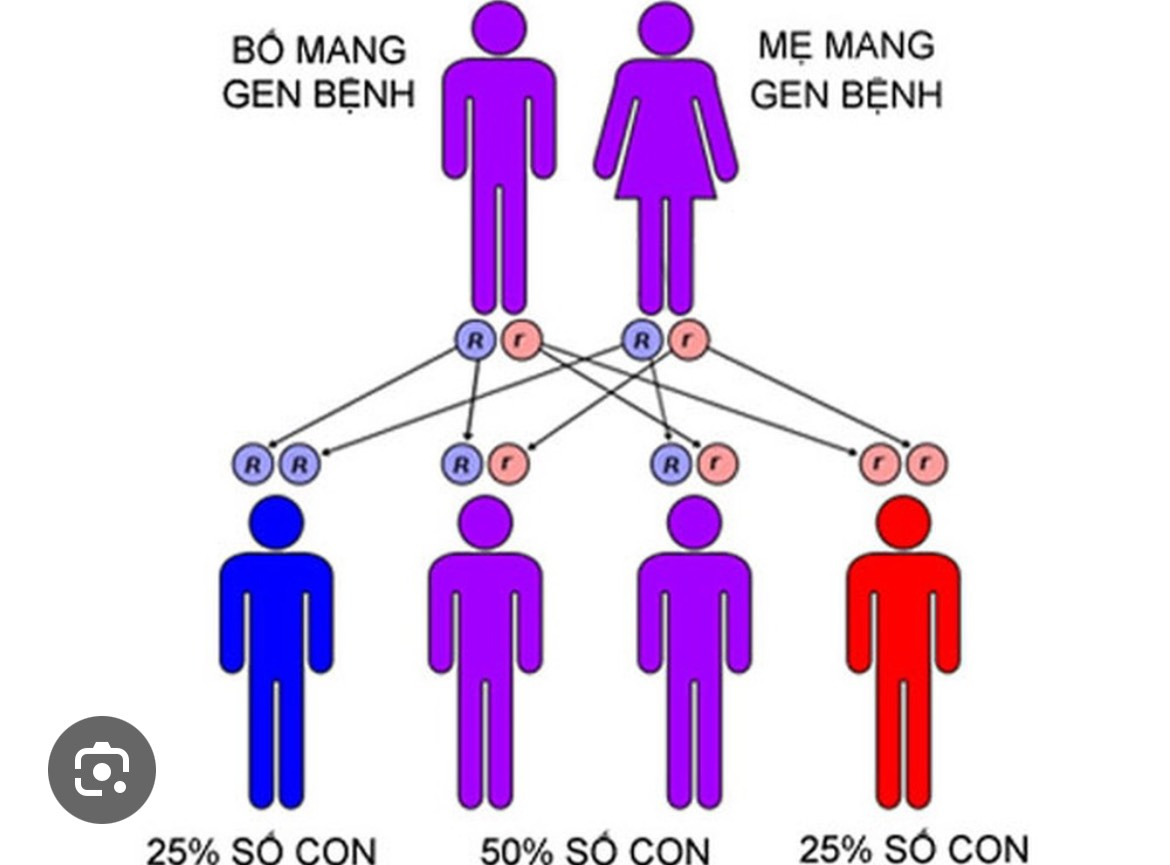 BỐ MANG
GEN BỆNH
MẸ MANG
GEN BỆNH
R r R r
R R R r R r r r
25% SỐ CON 50% SỐ CON 25% SỐ CON